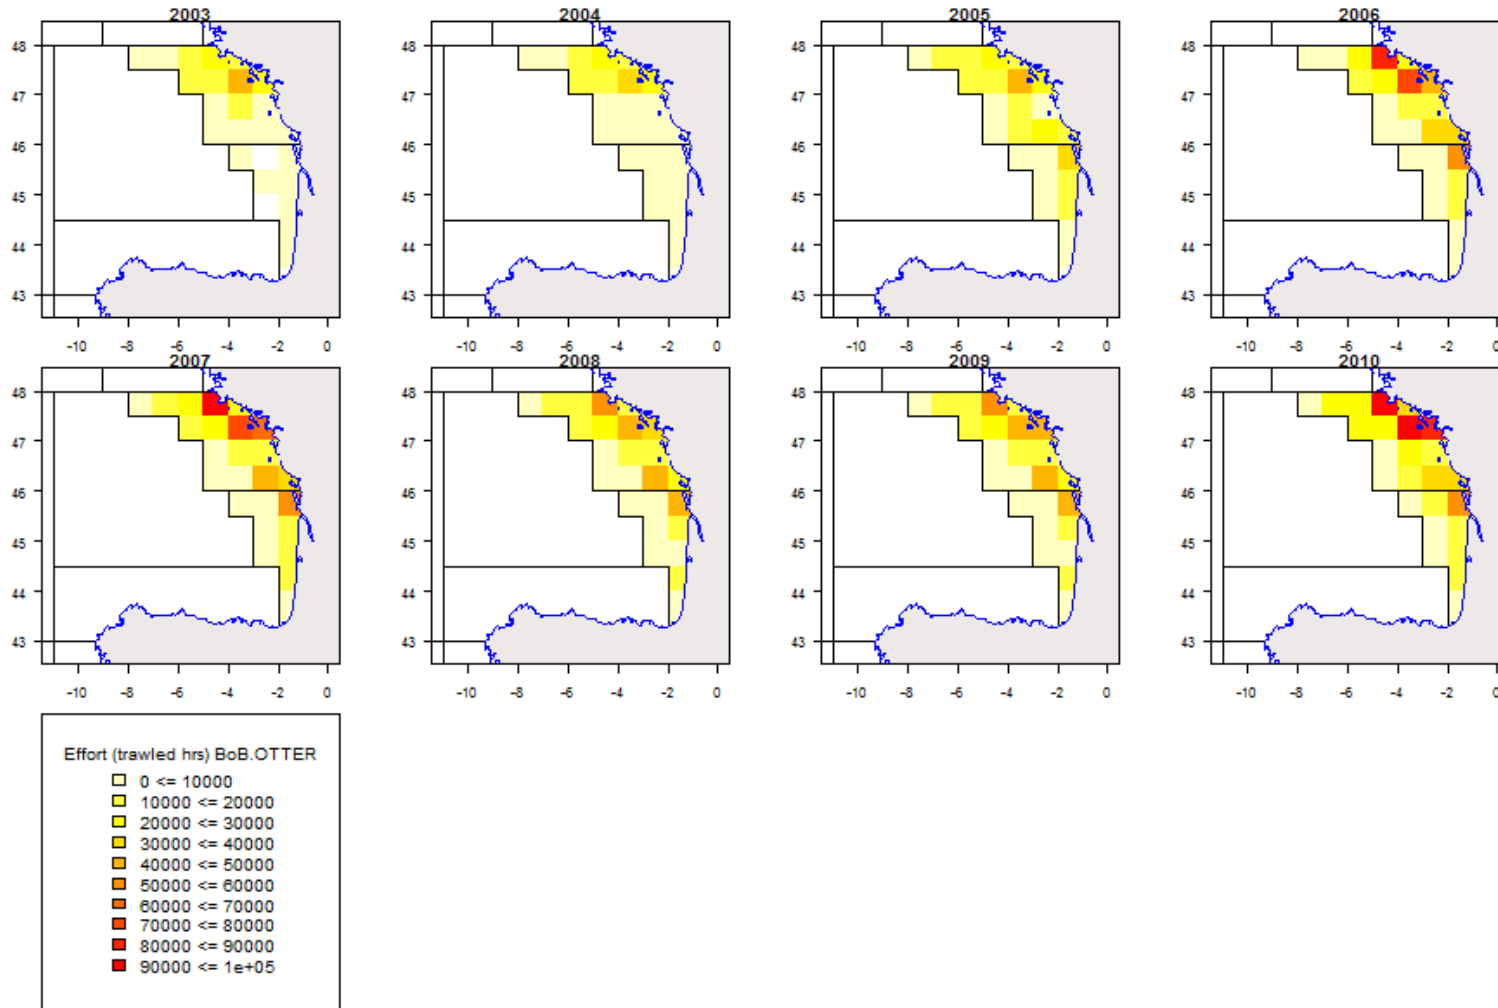 2003 2004 2005 2006
48 48 48 48
47 47 47 47
46 46 46 46
45 45 45 45
44 44 44 44
43 43 43 43
-10 -8 -6 -4 -2 0 -10 -8 -6 -4 -2 0 -10 -8 -6 -4 -2 0 -10 -8 -6 -4 -2 0
2007 2008 2009 2010
48 48 48 48
47 47 47 47
46 46 46 46
45 45 45 45
44 44 44 44
43 43 43 43
-10 -8 -6 -4 -2 0 -10 -8 -6 -4 -2 0 -10 -8 -6 -4 -2 0 -10 -8 -6 -4 -2 0
Effort (trawled hrs) BoB.OTTER
0 <= 10000
10000 <= 20000
20000 <= 30000
30000 <= 40000
40000 <= 50000
50000 <= 60000
60000 <= 70000
70000 <= 80000
80000 <= 90000
90000 <= 1e+05